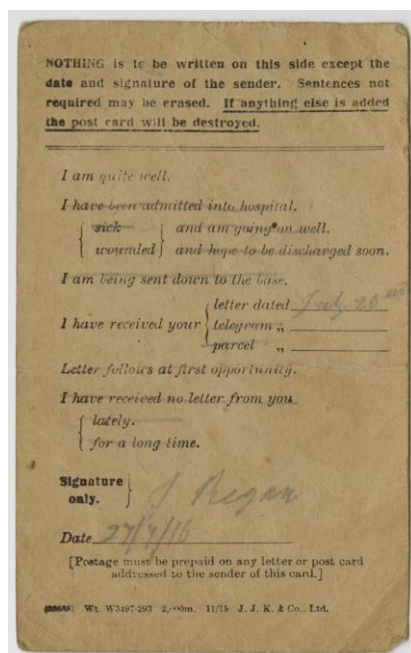 NOTHING is to be written on this side except the
date and signature of the sender. Sentences not
required may be erased. If anything else is added
the post card will be destroyed.
I am quite well.
I have been admitted into hospital.
sick } and am going on well.
wounded } and hope to be discharged soon.
I am being sent down to the base.
letter dated July 20
I have received your { telegram „
parcel „
Letter follows at first opportunity.
I have received no letter from you
lately.
for a long time.
Signature
only. } J Regan
Date 27/7/16
[Postage must be prepaid on any letter or post card
addressed to the sender of this card.]
Wt. W3497-293 2,000m. 11/15 J. J. K. & Co., Ltd.